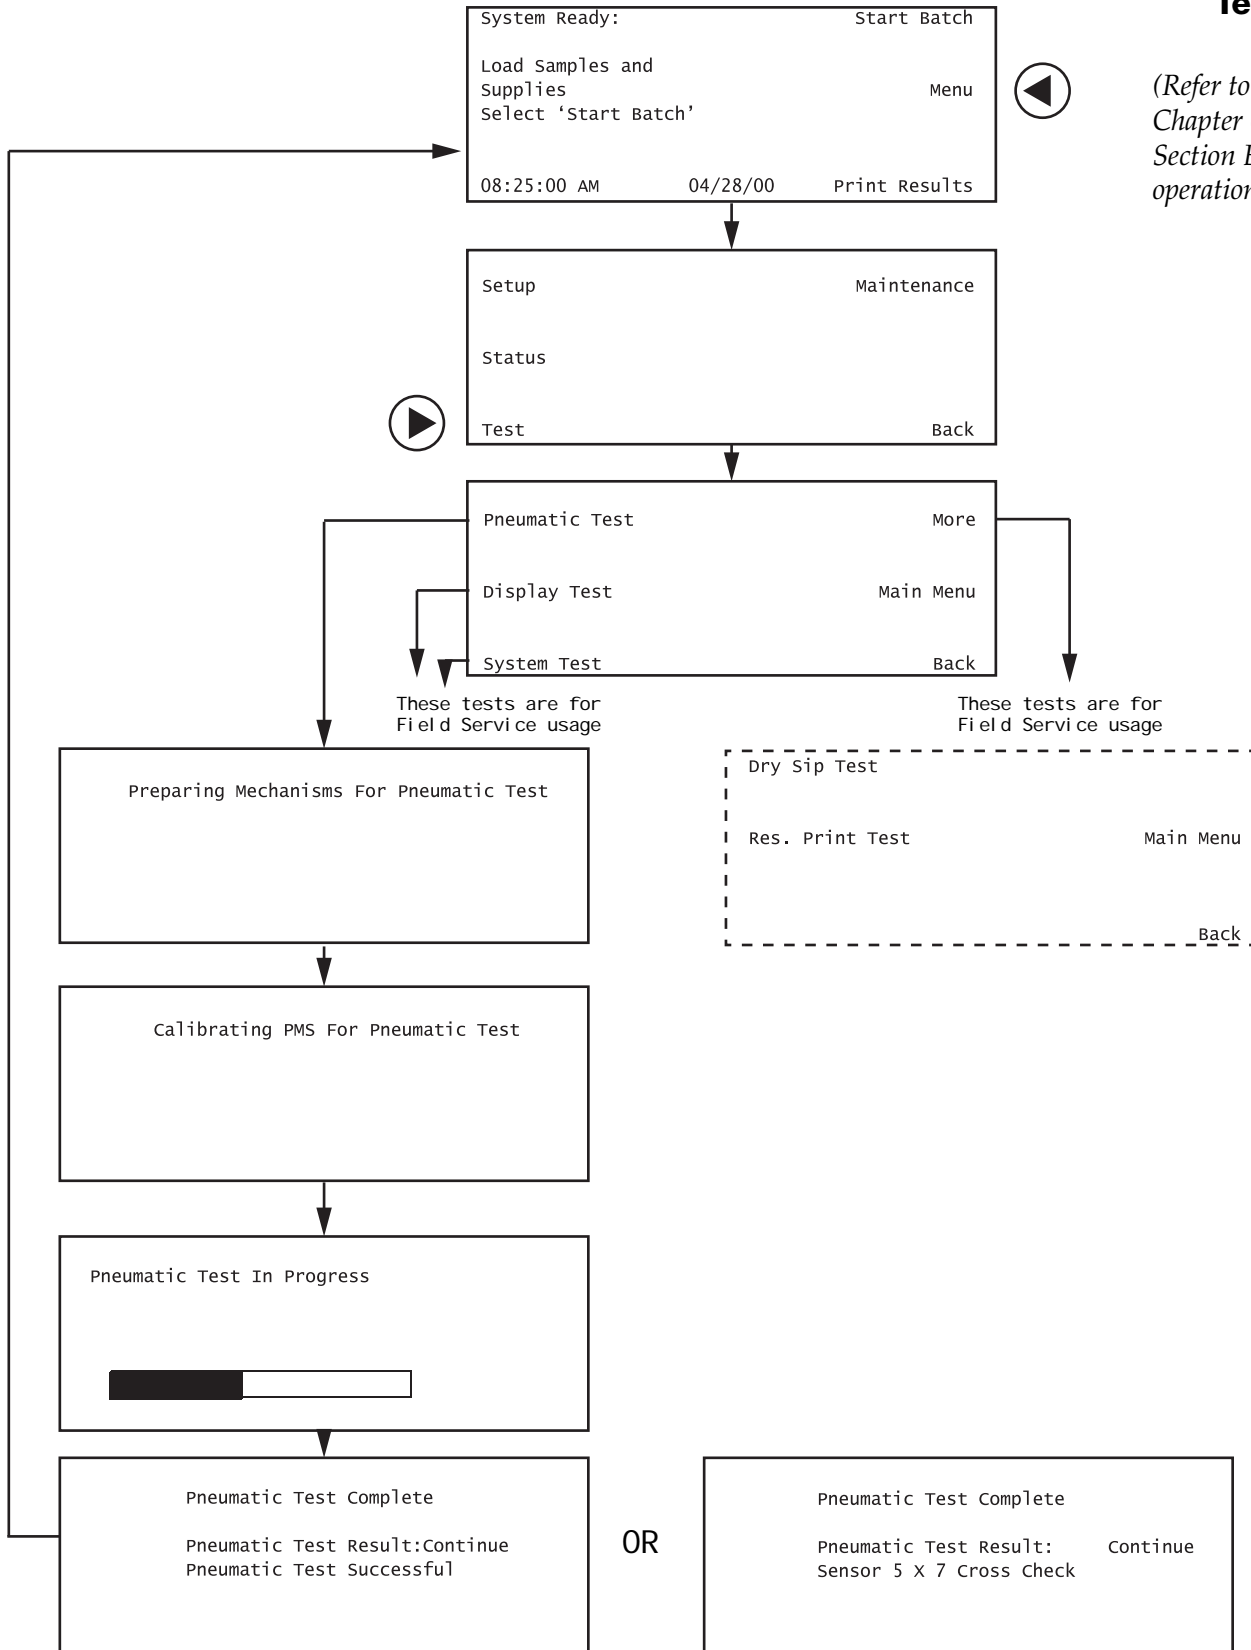 Te
(Refer to
Chapter
Section
operation
System Ready: Start Batch
Load Samples and
Supplies Menu
Select ‘Start Batch’
08:25:00 AM 04/28/00 Print Results
Setup Maintenance
Status
Test Back
Pneumatic Test More
Display Test Main Menu
System Test Back
These tests are for
Field Service usage
These tests are for
Field Service usage
Preparing Mechanisms For Pneumatic Test
Dry Sip Test
Res. Print Test Main Menu
Back
Calibrating PMS For Pneumatic Test
Pneumatic Test In Progress
Pneumatic Test Complete
Pneumatic Test Result:Continue
Pneumatic Test Successful
OR
Pneumatic Test Complete
Pneumatic Test Result: Continue
Sensor 5 X 7 Cross Check